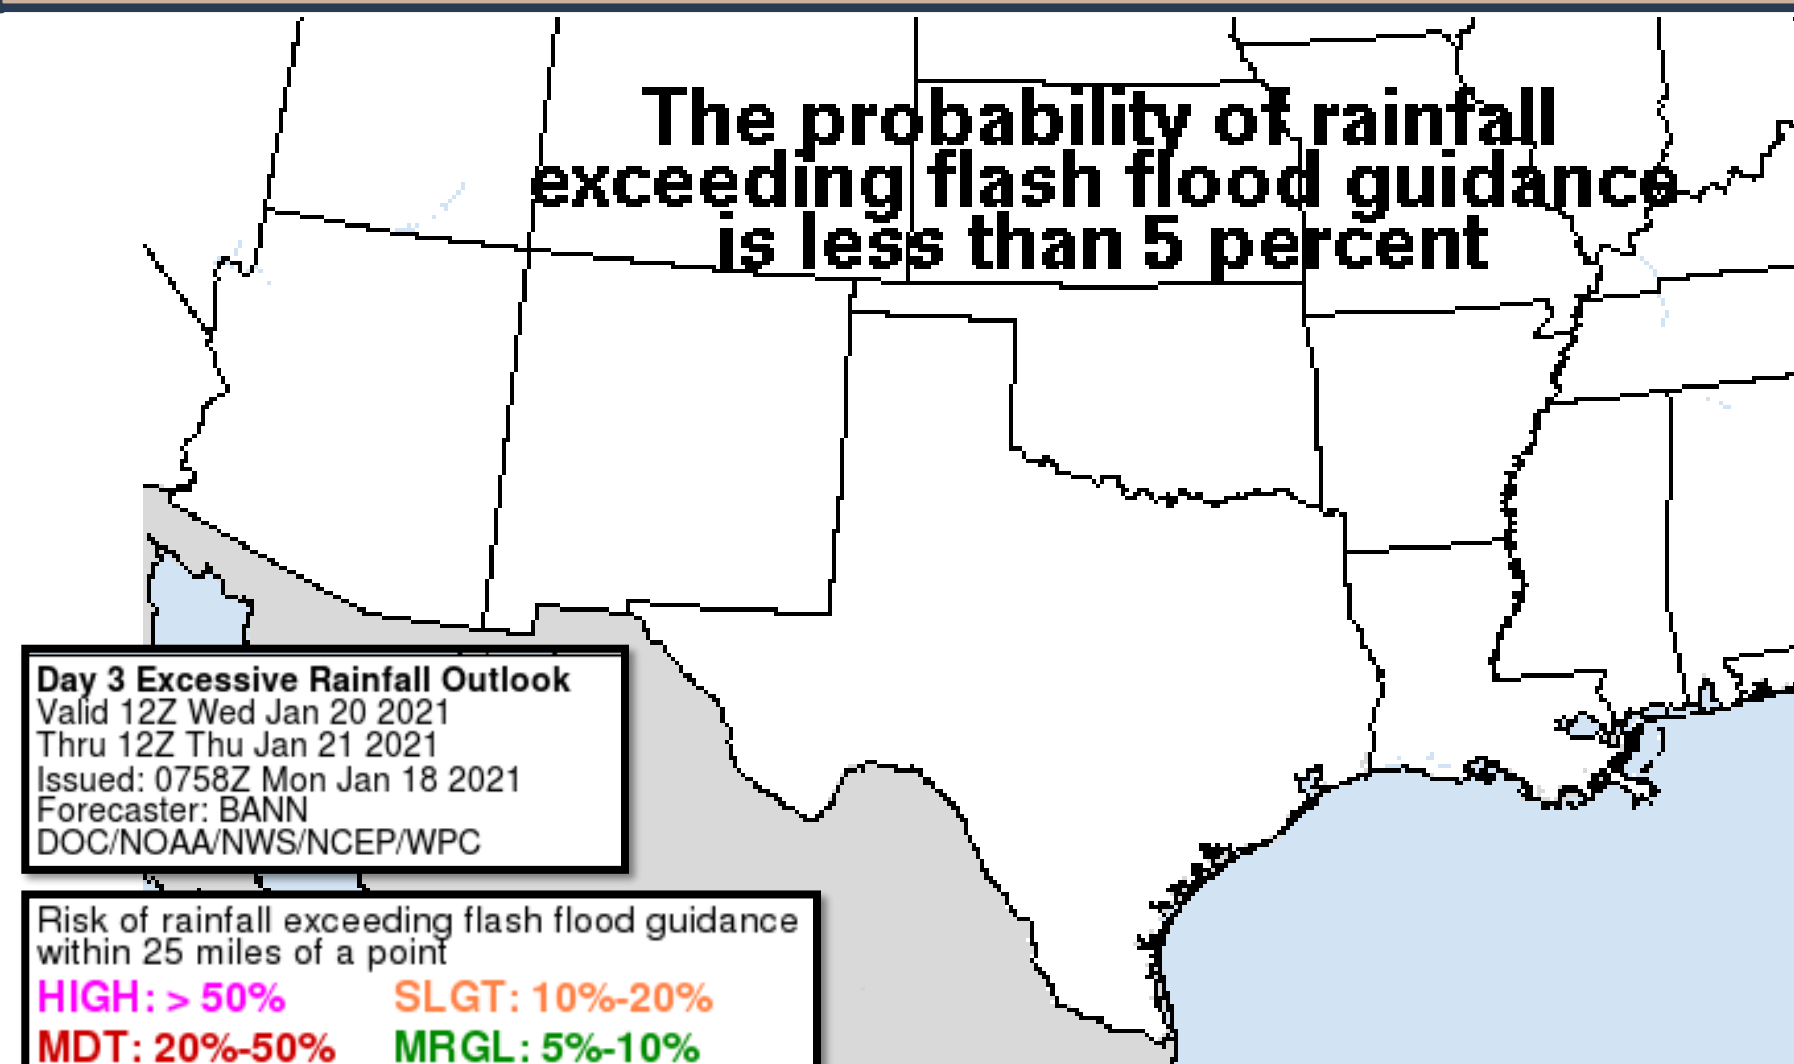 The probability of rainfall
exceeding flash flood guidance
is less than 5 percent
Day 3 Excessive Rainfall Outlook
Valid 12Z Wed Jan 20 2021
Thru 12Z Thu Jan 21 2021
Issued: 0758Z Mon Jan 18 2021
Forecaster: BANN
DOC/NOAA/NWS/NCEP/WPC
Risk of rainfall exceeding flash flood guidance
within 25 miles of a point
HIGH: > 50% SLGT: 10%-20%
MDT: 20%-50% MRGL: 5%-10%